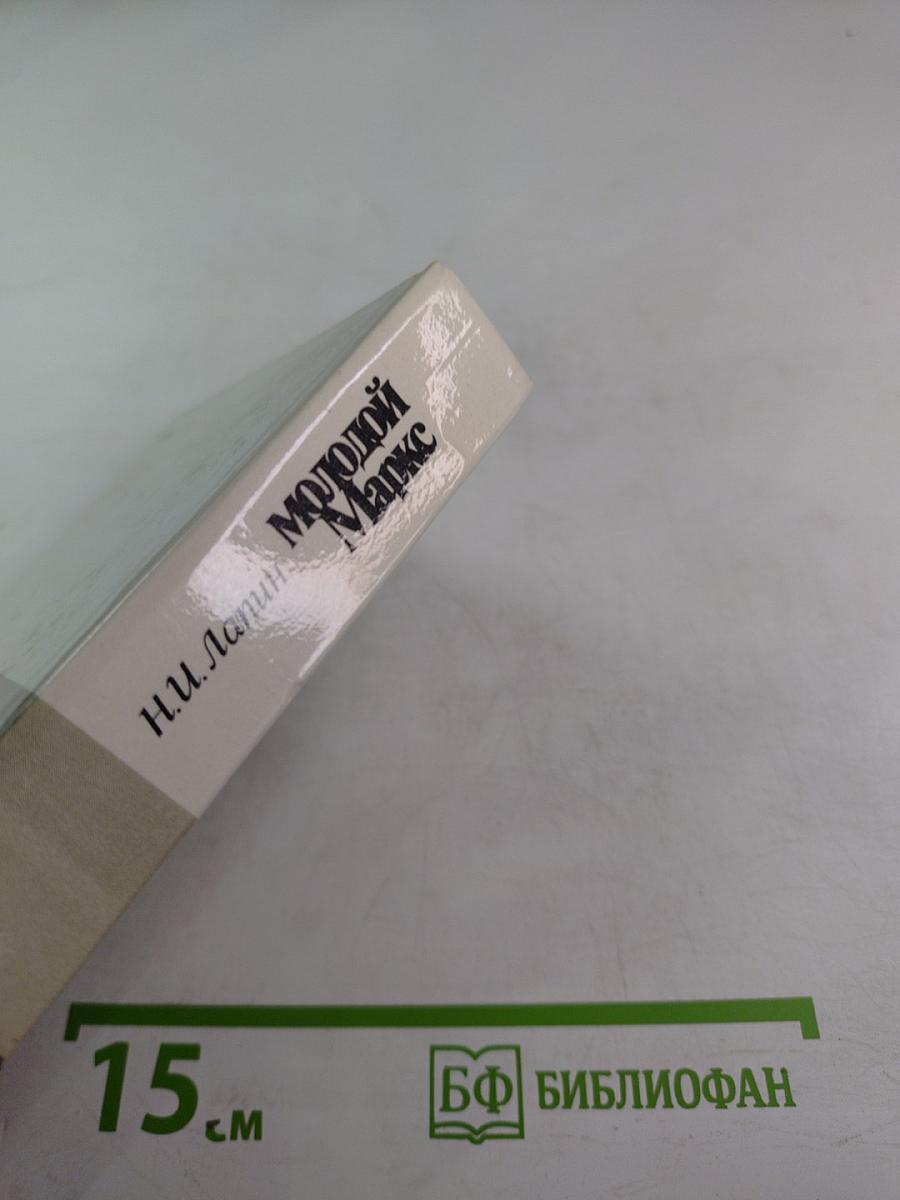 Н.И. Лапин
МОЛОДОЙ
Маркс
15 см
БФ БИБЛИОФАН